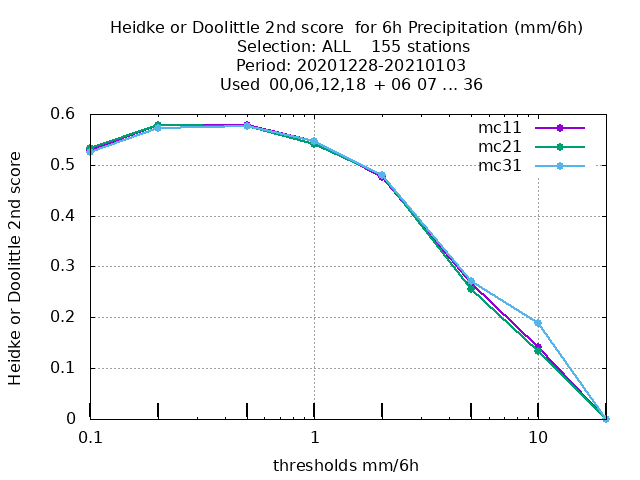 Heidke or Doolittle 2nd score  for 6h Precipitation (mm/6h)
Selection: ALL    155 stations
Period: 20201228-20210103
Used  00,06,12,18  + 06 07 ... 36
Heidke or Doolittle 2nd score
0.6
0.5
0.4
0.3
0.2
0.1
0
mc11
mc21
mc31
0.1 1 10
thresholds mm/6h